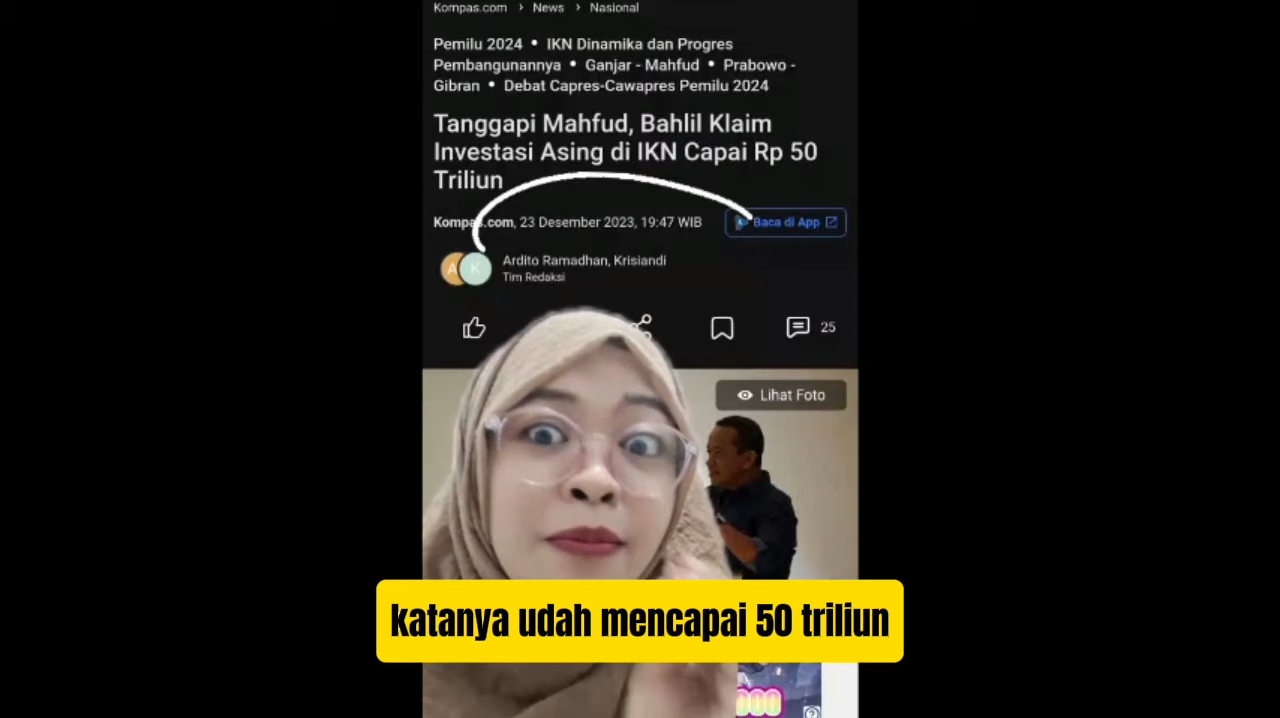 Kompas.com > News > Nasional
Pemilu 2024 • IKN Dinamika dan Progres
Pembangunannya • Ganjar - Mahfud • Prabowo -
Gibran • Debat Capres-Cawapres Pemilu 2024
Tanggapi Mahfud, Bahlil Klaim
Investasi Asing di IKN Capai Rp 50
Triliun
Kompas.com, 23 Desember 2023, 19:47 WIB
Baca di App
A K
Ardito Ramadhan, Krisiandi
Tim Redaksi
25
Lihat Foto
katanya udah mencapai 50 triliun